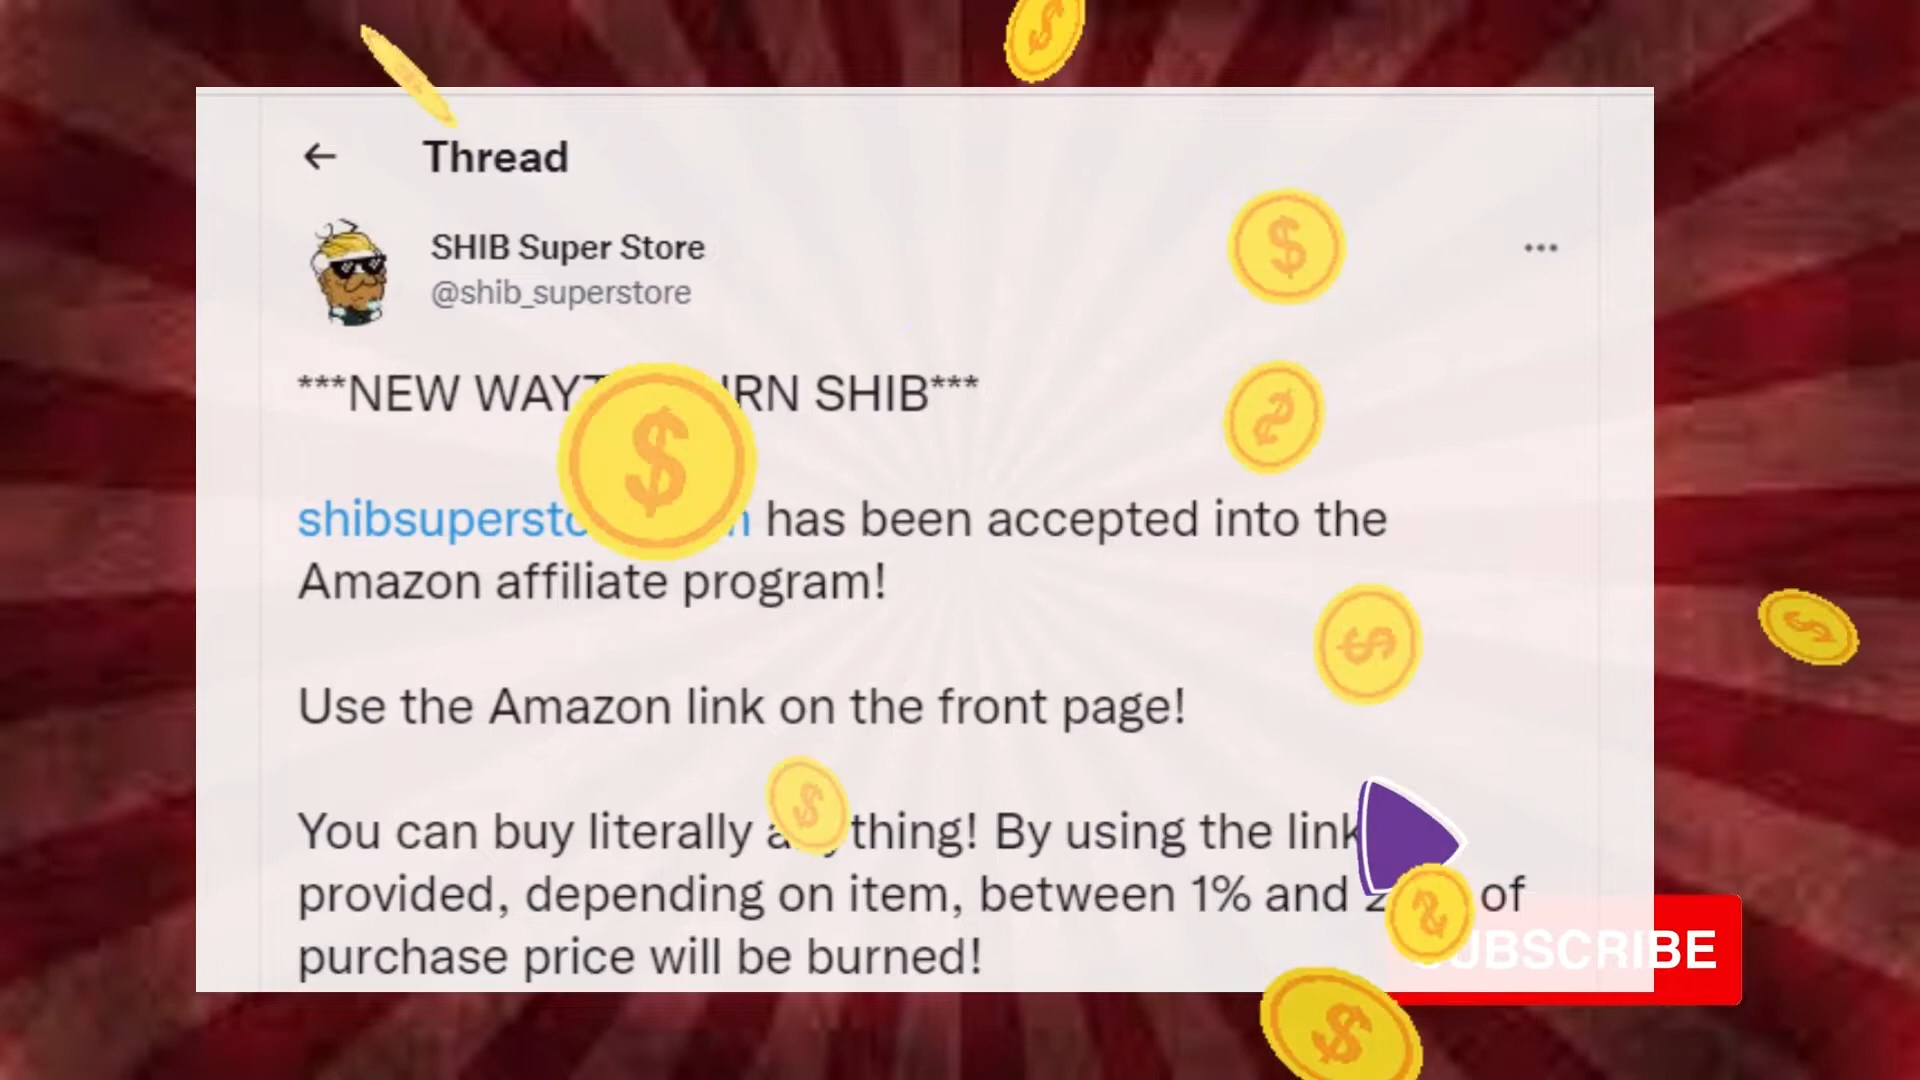 Thread
SHIB Super Store
@shib_superstore
***NEW WAY RN SHIB***
has been accepted into the
Amazon affiliate program!
Use the Amazon link on the front page!
You can buy literally thing! By using the link
provided, depending on item, between 1% and of
purchase price will be burned!
SUBSCRIBE